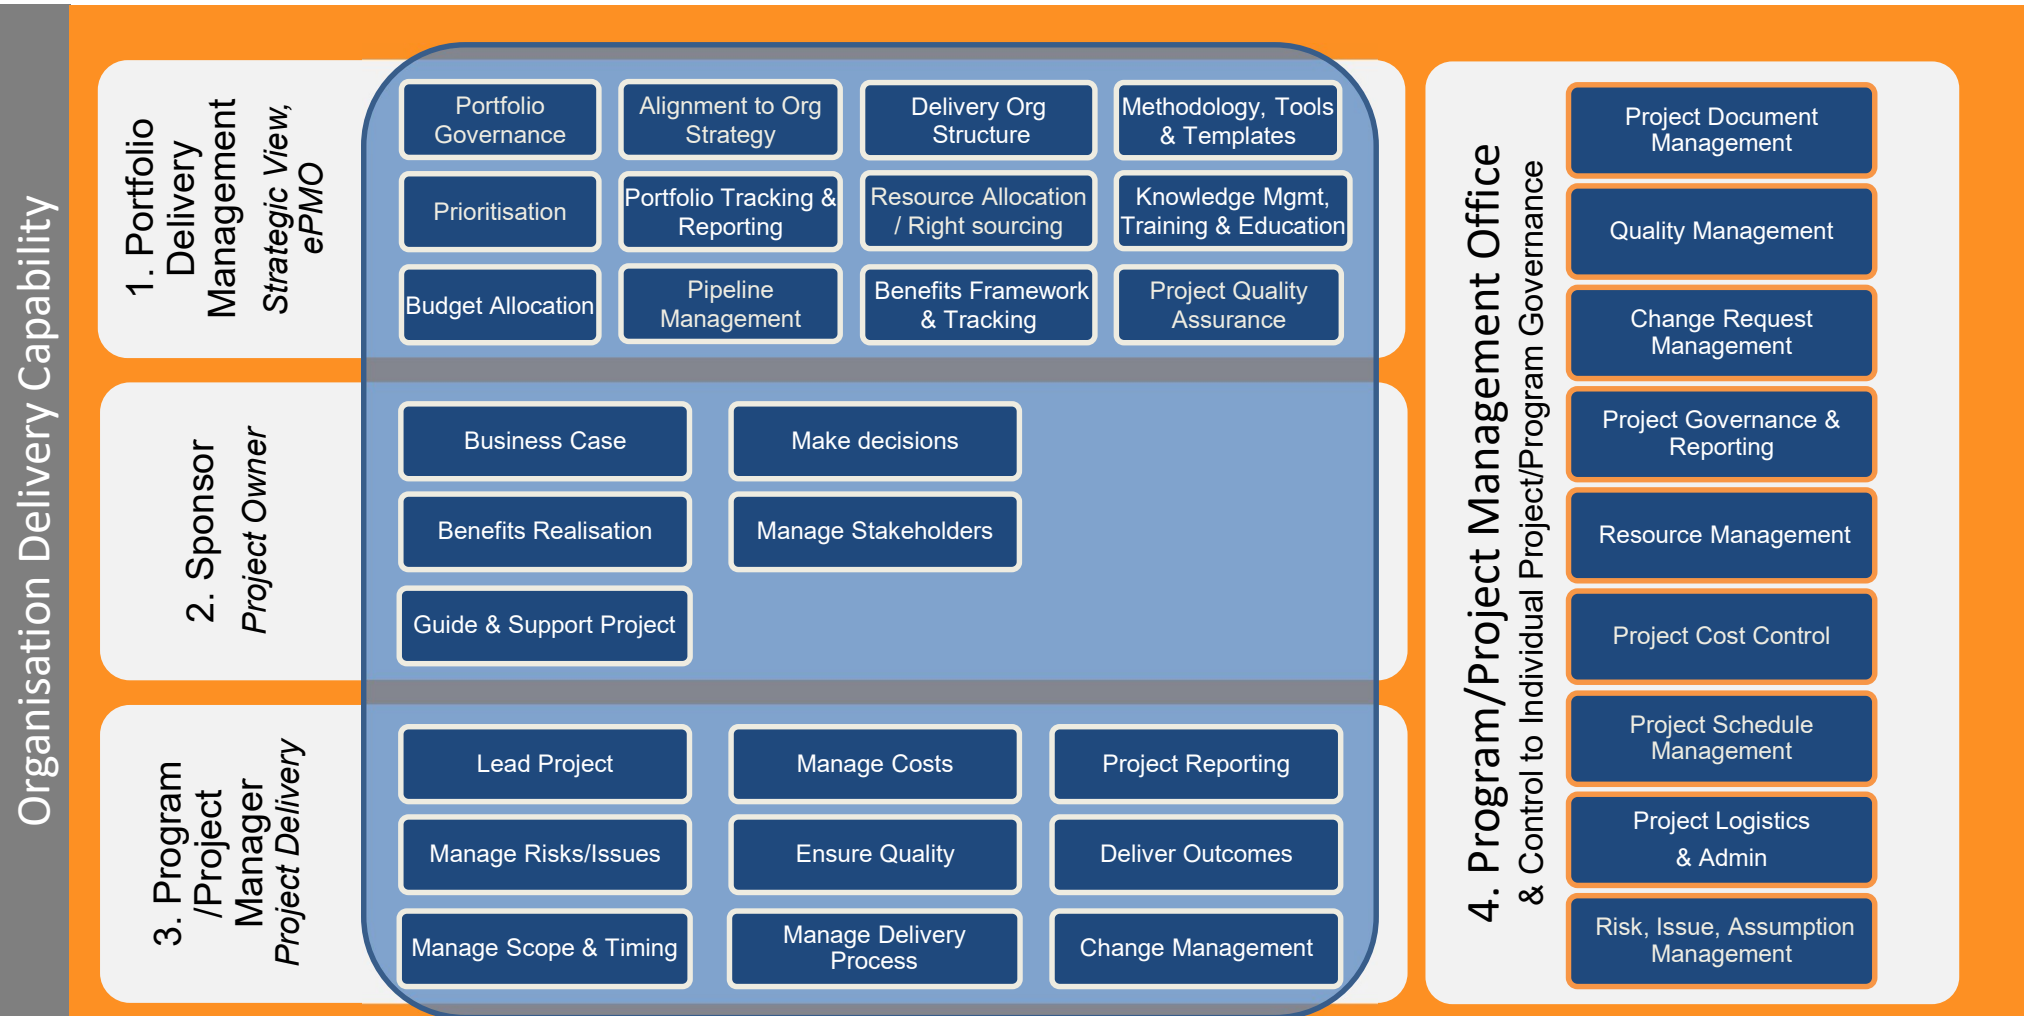 Organisation Delivery Capability
1. Portfolio
Delivery
Management
Strategic View,
ePMO
Portfolio
Governance
Alignment to Org
Strategy
Delivery Org
Structure
Methodology, Tools
& Templates
Prioritisation
Portfolio Tracking &
Reporting
Resource Allocation
/ Right sourcing
Knowledge Mgmt,
Training & Education
Budget Allocation
Pipeline
Management
Benefits Framework
& Tracking
Project Quality
Assurance
2. Sponsor
Project Owner
Business Case
Make decisions
Benefits Realisation
Manage Stakeholders
Guide & Support Project
3. Program
/Project
Manager
Project Delivery
Lead Project
Manage Costs
Project Reporting
Manage Risks/Issues
Ensure Quality
Deliver Outcomes
Manage Scope & Timing
Manage Delivery
Process
Change Management
4. Program/Project Management Office
& Control to Individual Project/Program Governance
Project Document
Management
Quality Management
Change Request
Management
Project Governance &
Reporting
Resource Management
Project Cost Control
Project Schedule
Management
Project Logistics
& Admin
Risk, Issue, Assumption
Management